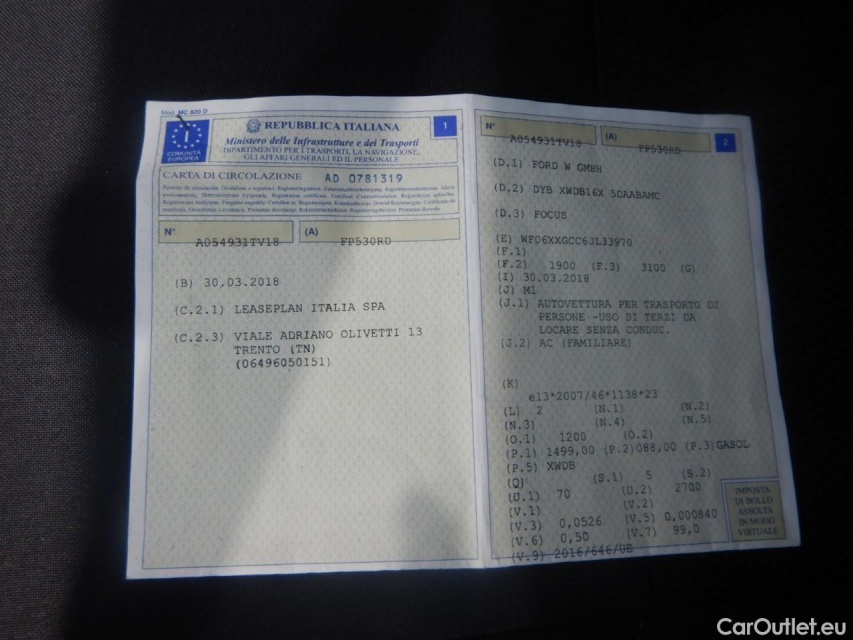 Mod. MC 820 D
COMUNITÀ
EUROPEA
REPUBBLICA ITALIANA
1
Ministero delle Infrastrutture e dei Trasporti
DIPARTIMENTO PER I TRASPORTI, LA NAVIGAZIONE,
GLI AFFARI GENERALI ED IL PERSONALE
CARTA DI CIRCOLAZIONE AD 0781319
N° A054931TV18 (A) FP530RD
(B) 30.03.2018
(C.2.1) LEASEPLAN ITALIA SPA
(C.2.3) VIALE ADRIANO OLIVETTI 13
TRENTO (TN)
(06496050151)
N° A054931TV18 (A) FP530RD 2
(D.1) FORD W GMBH
(D.2) DYB XWDB16X 5DAABAMC
(D.3) FOCUS
(E) WF06XXGCC6JL33970
(F.1)
(F.2) 1900 (F.3) 3100 (G)
(I) 30.03.2018
(J) M1
(J.1) AUTOVETTURA PER TRASPORTO DI
PERSONE -USO DI TERZI DA
LOCARE SENZA CONDUC.
(J.2) AC (FAMILIARE)
(K)
e13*2007/46*1138*23
(L) 2 (N.1) (N.2)
(N.3) (N.4) (N.5)
(O.1) 1200 (O.2)
(P.1) 1499,00 (P.2)088,00 (P.3)GASOL
(P.5) XWDB
(Q) (S.1) 5 (S.2)
(U.1) 70 (U.2) 2700
(V.1) (V.2)
(V.3) 0,0526 (V.5) 0,000840
(V.6) 0,50 (V.7) 99,0
(V.9) 2016/646/UE
IMPOSTA
DI BOLLO
ASSOLTA
IN MODO
VIRTUALE
CarOutlet.eu